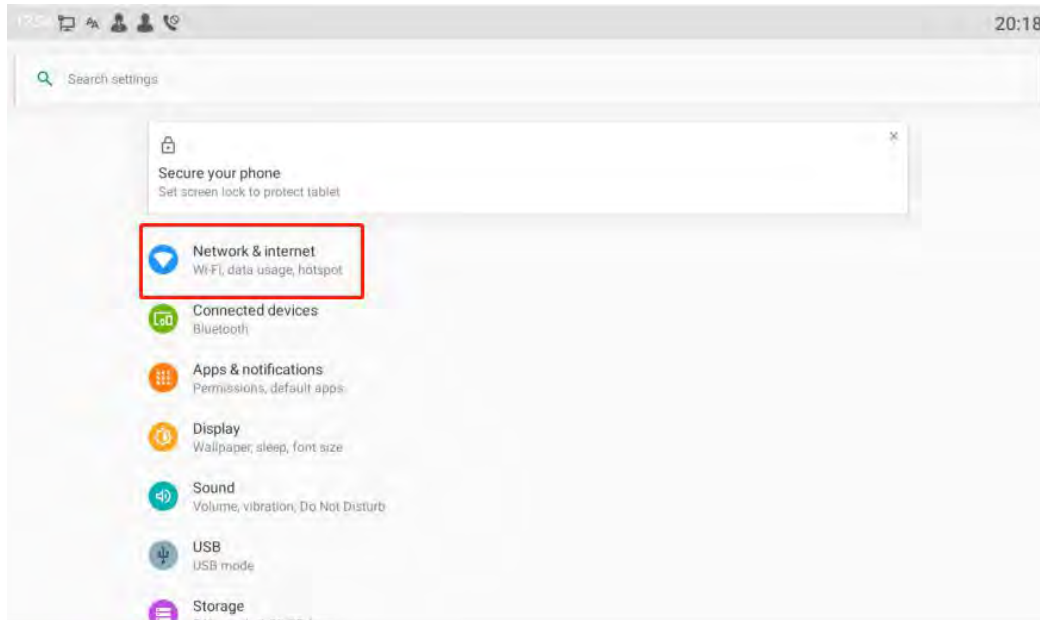 20:18
Search settings
Secure your phone
Set screen lock to protect tablet
Network & internet
Wi-Fi, data usage, hotspot
Connected devices
Bluetooth
Apps & notifications
Permissions, default apps
Display
Wallpaper, sleep, font size
Sound
Volume, vibration, Do Not Disturb
USB
USB mode
Storage